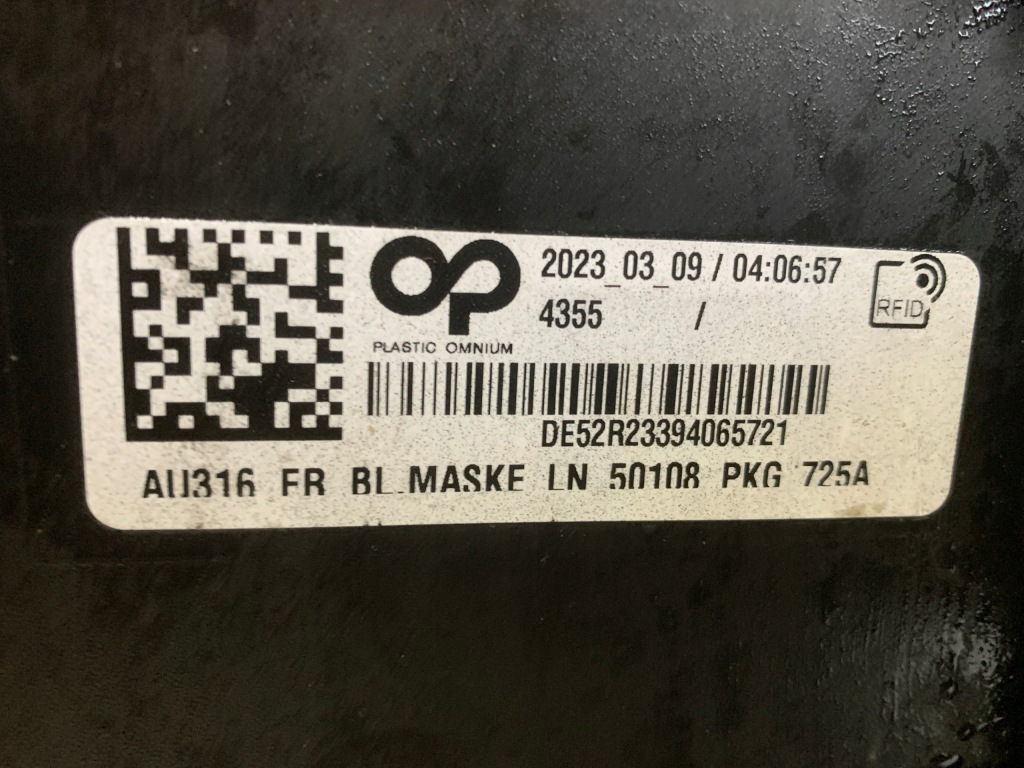 2023_03_09 / 04:06:57
4355 /
RFID
PLASTIC OMNIUM
DE52R23394065721
AU316 FR BL.MASKE LN 50108 PKG 725A